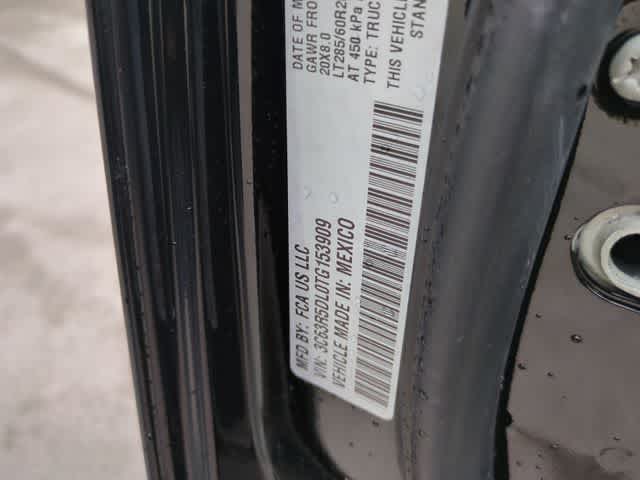 DATE OF M
GAWR FRO
20X8.0
LT285/60R2
AT 450 kPa
TYPE: TRUC
THIS VEHICLE
STAN
MFD BY: FCA US LLC
VIN: 3C63R5DL0TG153909
VEHICLE MADE IN: MEXICO